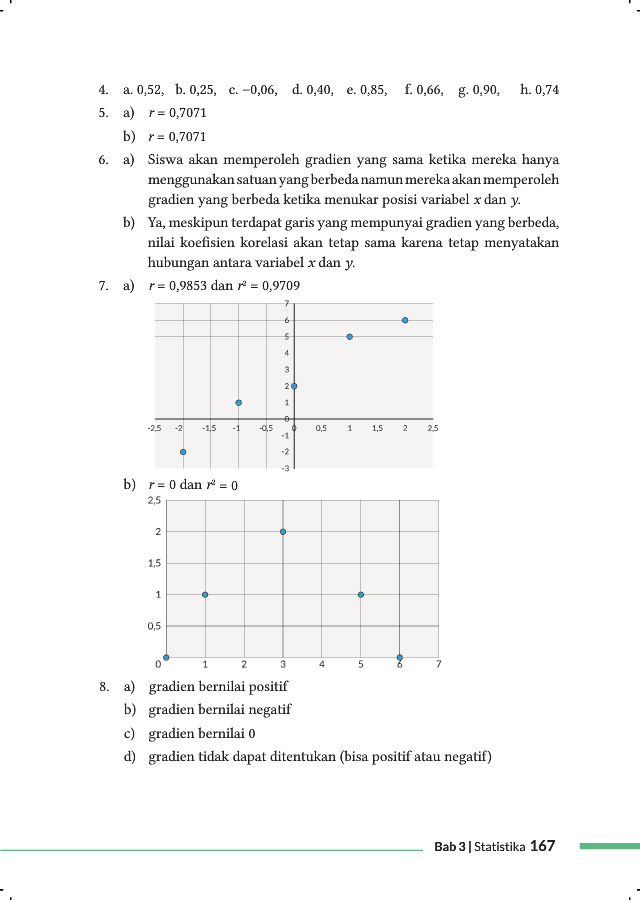 4. a. 0,52, b. 0,25, c. −0,06, d. 0,40, e. 0,85, f. 0,66, g. 0,90, h. 0,74
5. a) r = 0,7071
b) r = 0,7071
6. a) Siswa akan memperoleh gradien yang sama ketika mereka hanya
menggunakan satuan yang berbeda namun mereka akan memperoleh
gradien yang berbeda ketika menukar posisi variabel x dan y.
b) Ya, meskipun terdapat garis yang mempunyai gradien yang berbeda,
nilai koefisien korelasi akan tetap sama karena tetap menyatakan
hubungan antara variabel x dan y.
7. a) r = 0,9853 dan r² = 0,9709
7
6
5
4
3
2
1
0
-2,5 -2 -1,5 -1 -0,5 0 0,5 1 1,5 2 2,5
-1
-2
-3
b) r = 0 dan r² = 0
2,5
2
1,5
1
0,5
0 1 2 3 4 5 6 7
8. a) gradien bernilai positif
b) gradien bernilai negatif
c) gradien bernilai 0
d) gradien tidak dapat ditentukan (bisa positif atau negatif)
Bab 3 | Statistika 167